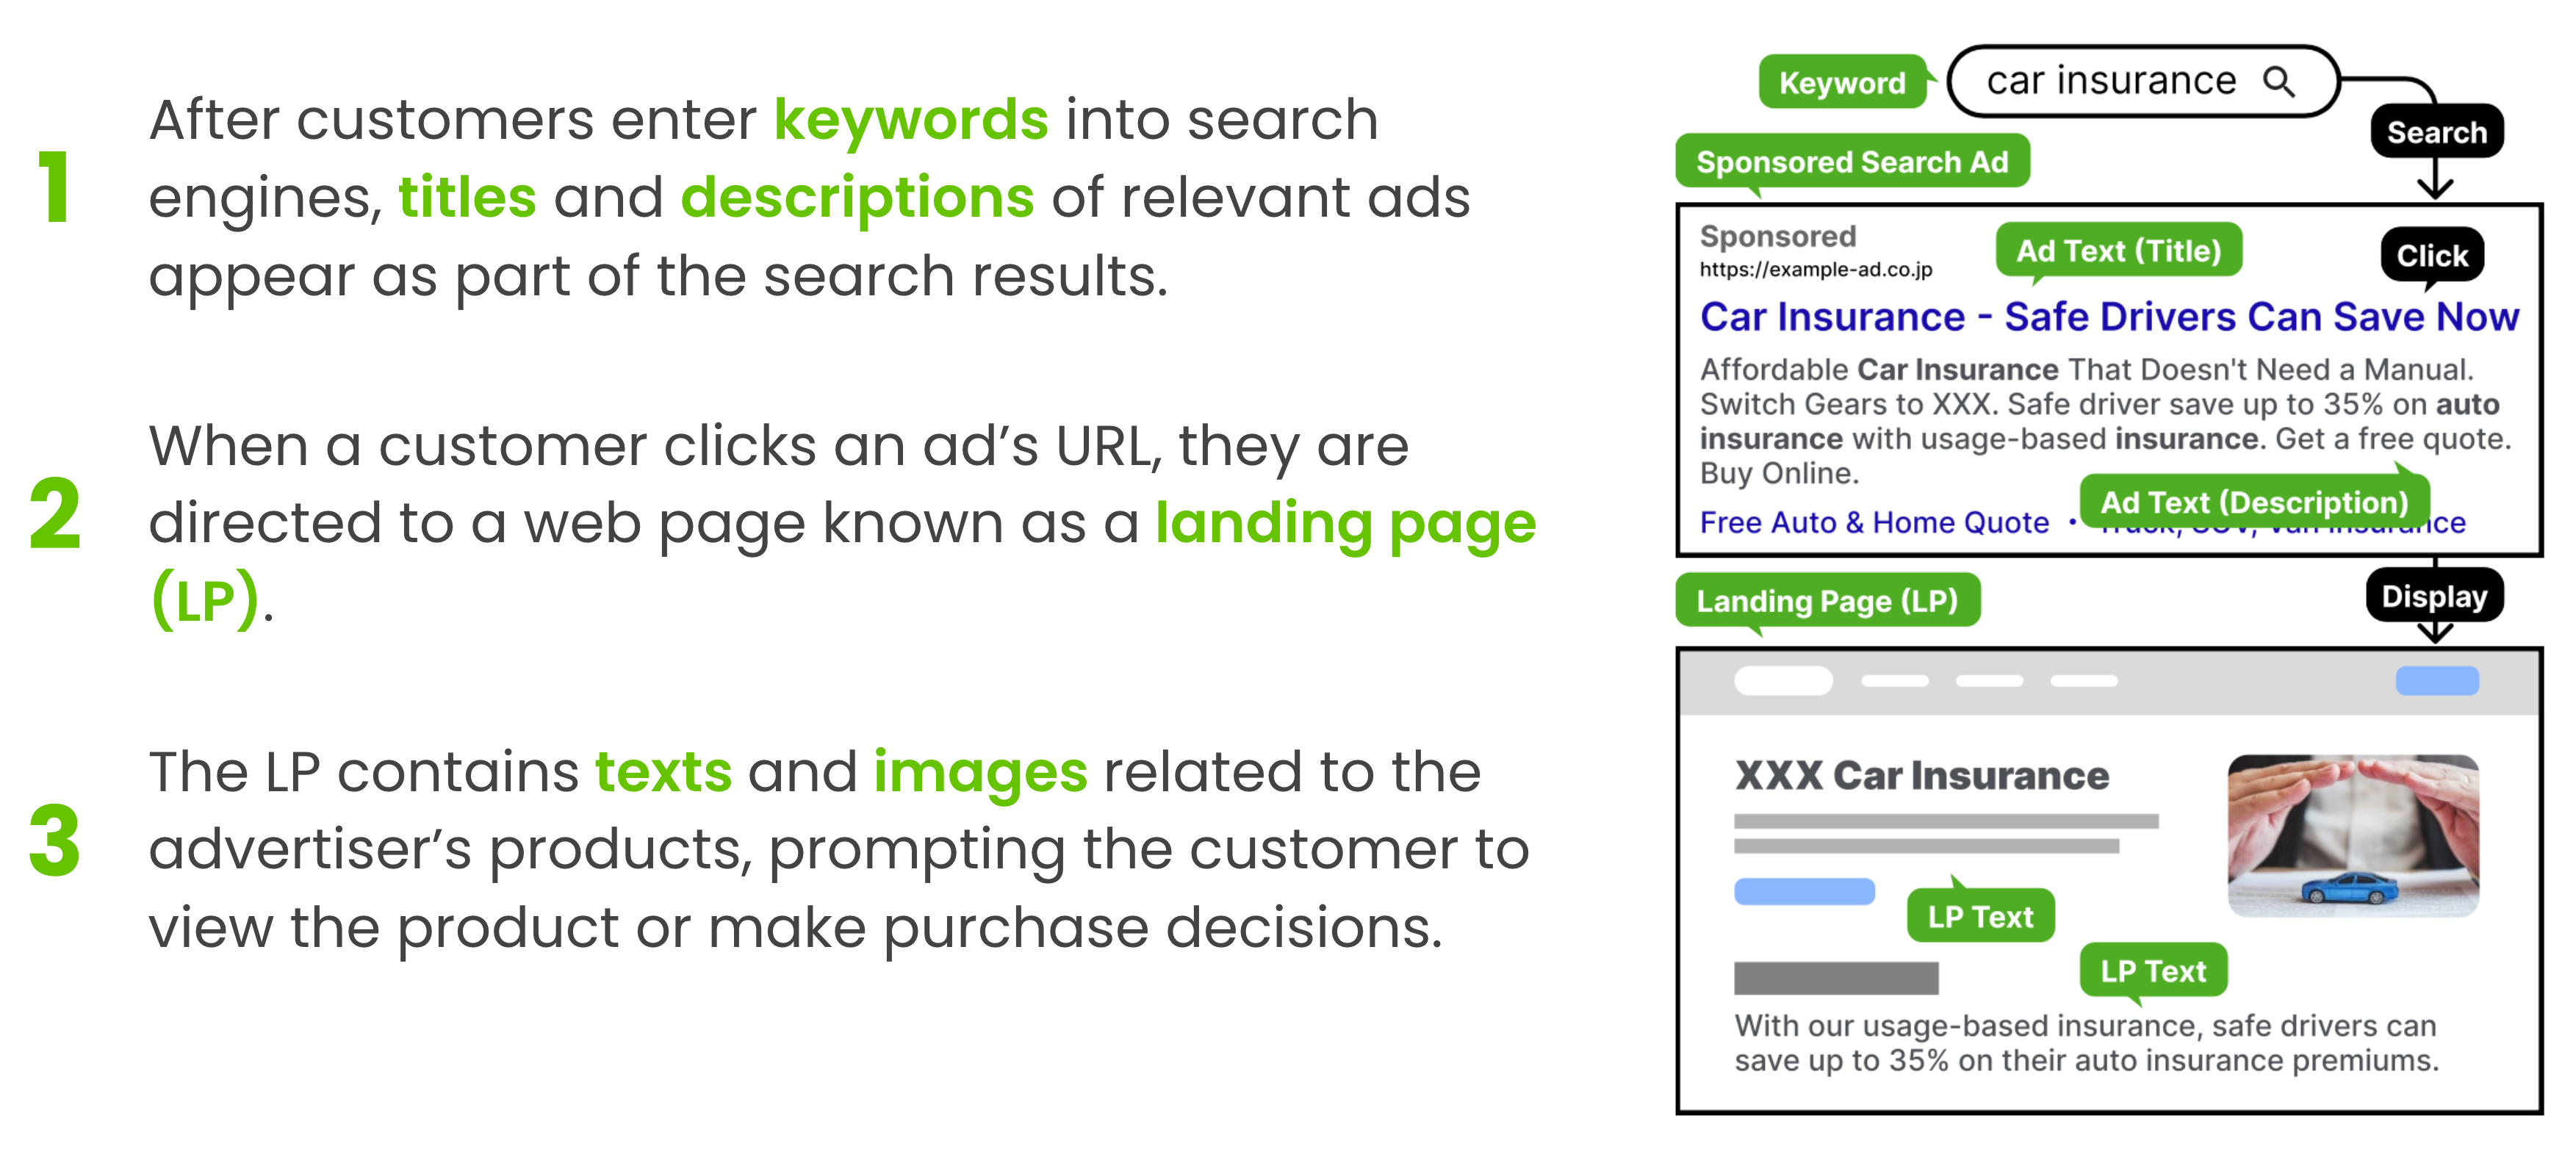 1
After customers enter keywords into search
engines, titles and descriptions of relevant ads
appear as part of the search results.
2
When a customer clicks an ad's URL, they are
directed to a web page known as a landing page
(LP).
3
The LP contains texts and images related to the
advertiser's products, prompting the customer to
view the product or make purchase decisions.
Keyword
car insurance
Search
Sponsored Search Ad
Sponsored
https://example-ad.co.jp
Ad Text (Title)
Click
Car Insurance - Safe Drivers Can Save Now
Affordable Car Insurance That Doesn't Need a Manual.
Switch Gears to XXX. Safe driver save up to 35% on auto
insurance with usage-based insurance. Get a free quote.
Buy Online.
Ad Text (Description)
Free Auto & Home Quote • Truck, SUV, Van Insurance
Landing Page (LP)
Display
XXX Car Insurance
LP Text
LP Text
With our usage-based insurance, safe drivers can
save up to 35% on their auto insurance premiums.